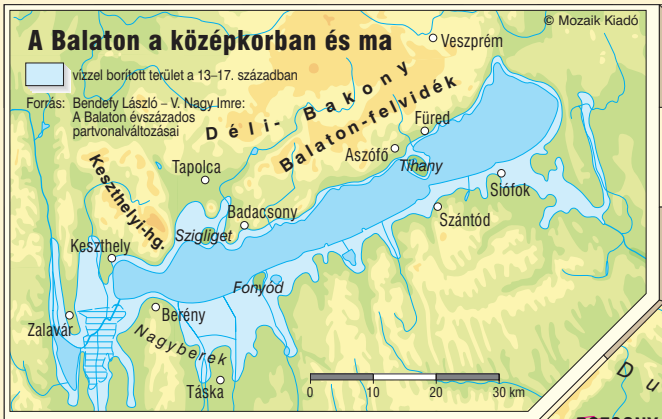 © Mozaik Kiadó
A Balaton a középkorban és ma
vízzel borított terület a 13–17. században
Forrás: Bendefy László – V. Nagy Imre:
A Balaton évszázados
partvonalváltozásai
Veszprém
Déli- Bakony
Balaton-felvidék
Füred
Aszófő
Tihany
Tapolca
Keszthelyi-hg.
Badacsony
Siófok
Szántód
Szigliget
Keszthely
Fonyód
Zalavár
Berény
Nagyberek
Táska
0 10 20 30 km
D u